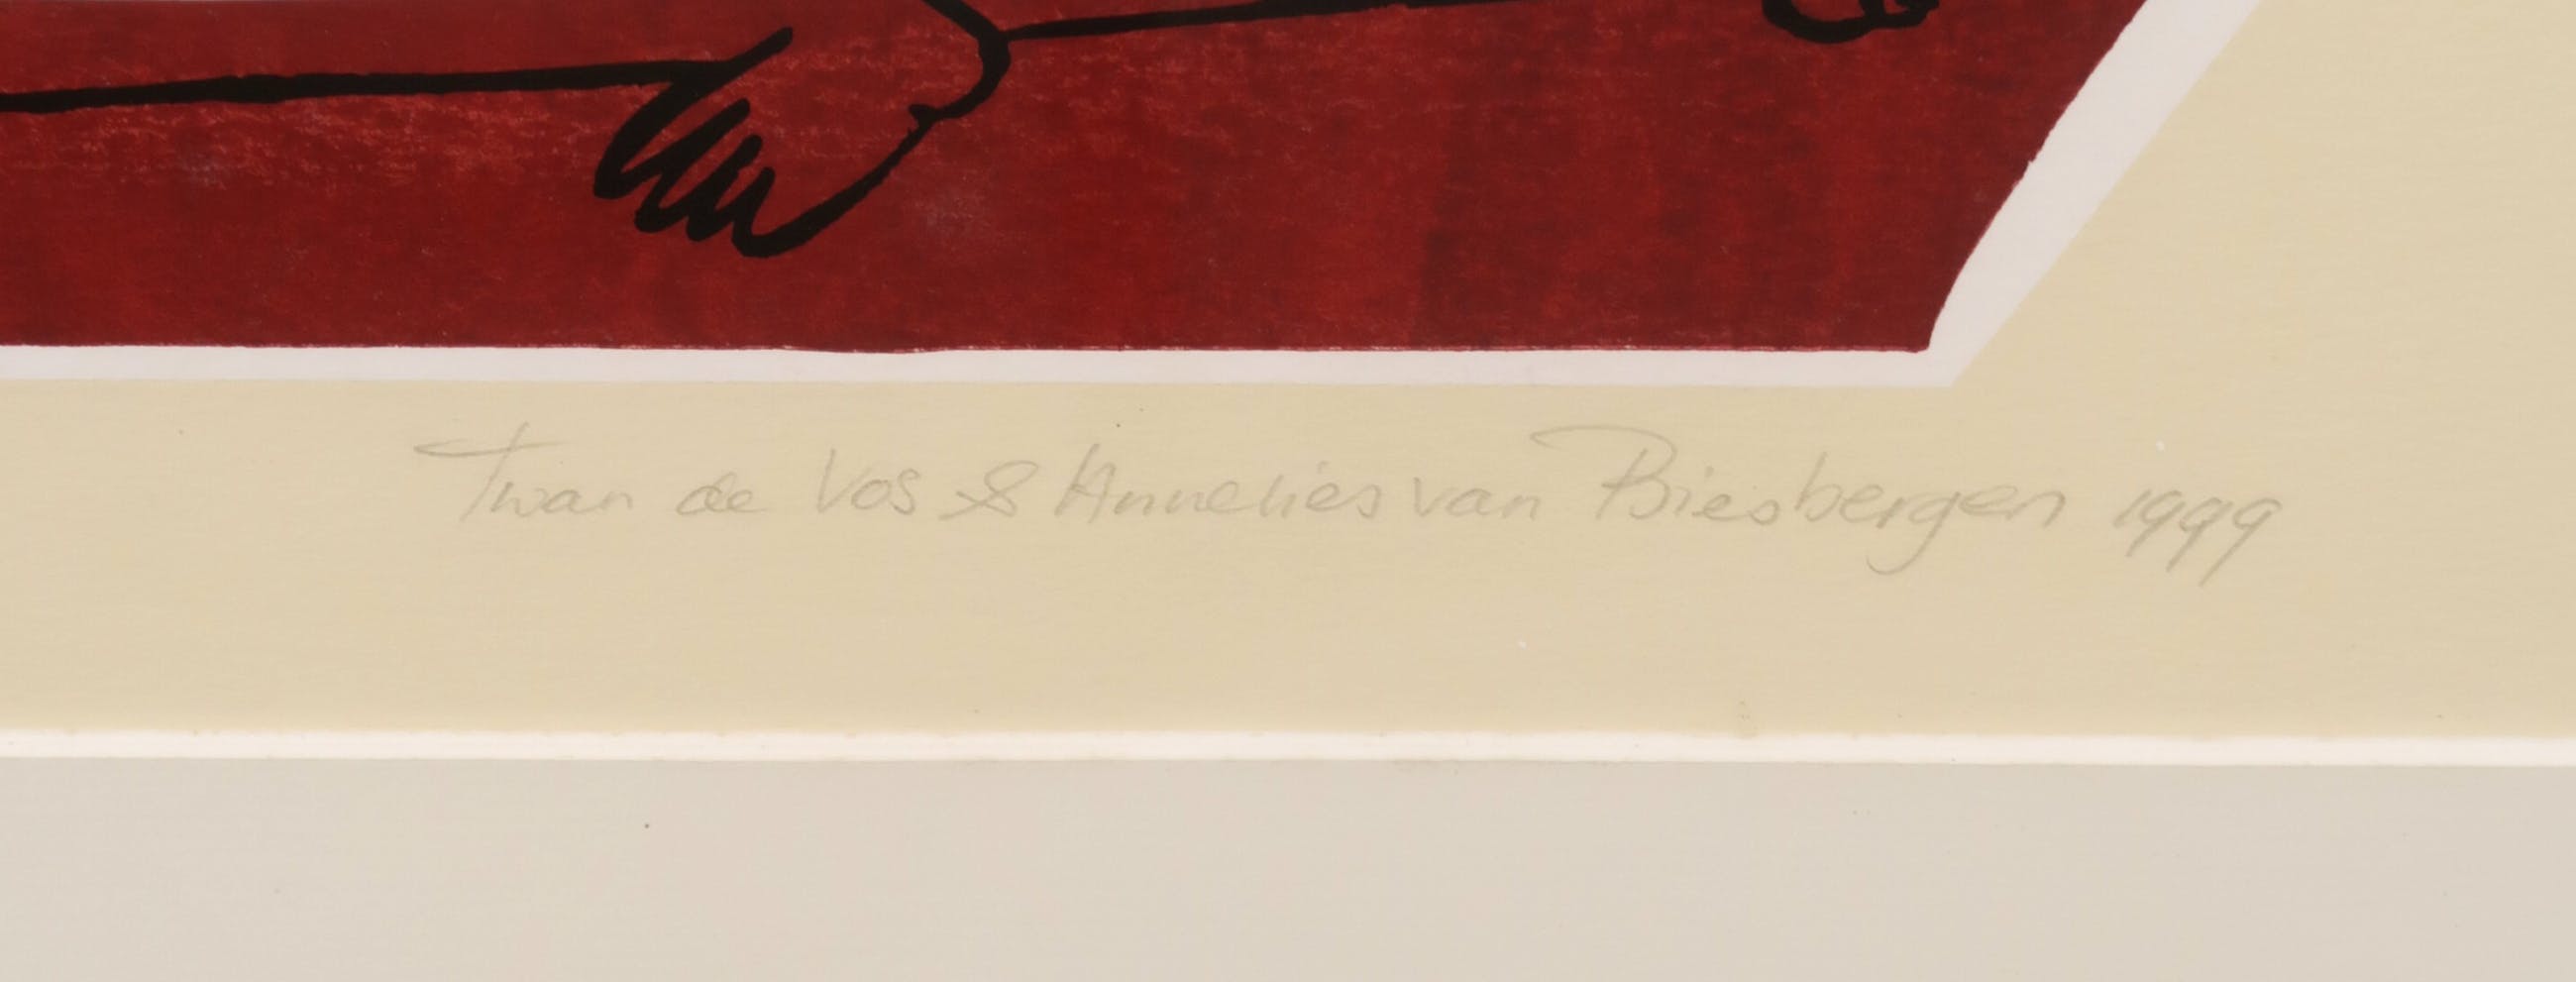 Twan de Vos & Annelies van Biesbergen 1999